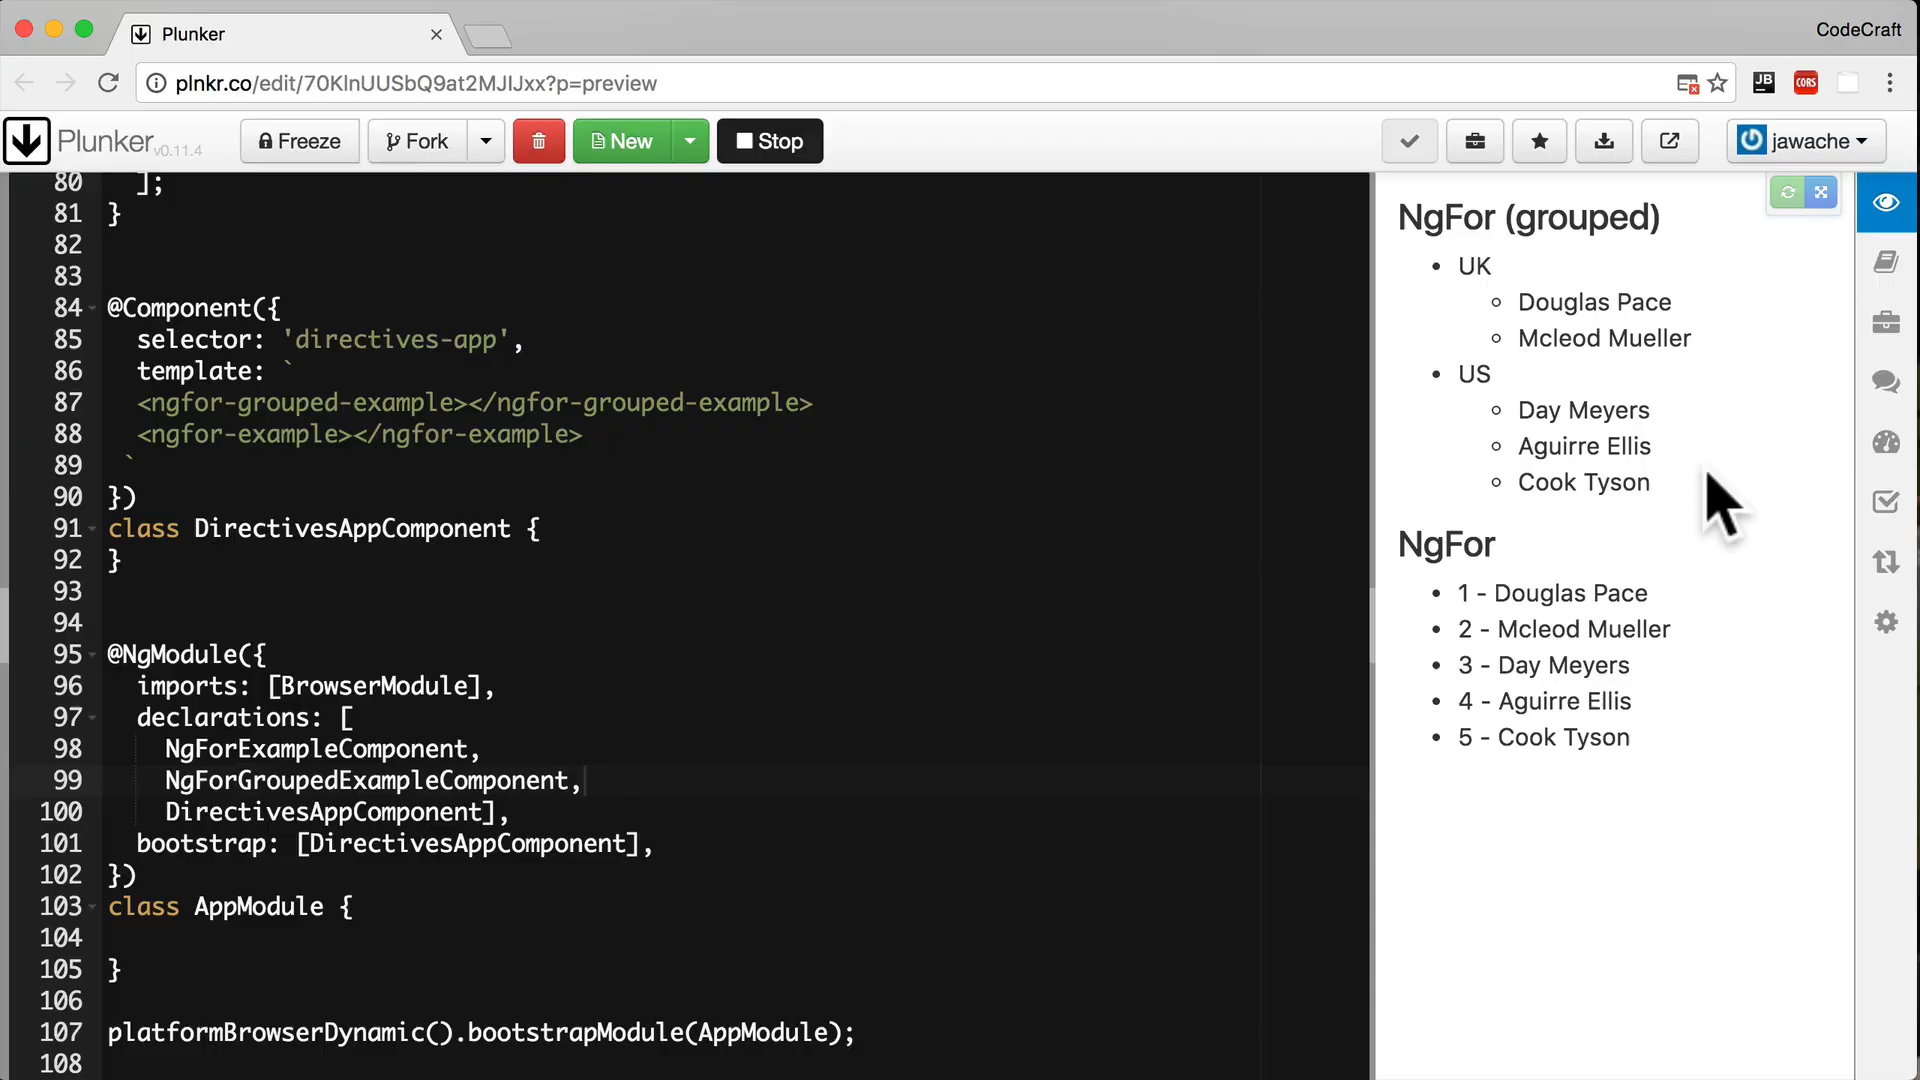 Plunker
CodeCraft
plnkr.co/edit/70KlnUUSbQ9at2MJIJxx?p=preview
JB
CORS
Plunker v0.11.4
Freeze
Fork
New
Stop
jawache
80 ];
81 }
82
83
84 @Component({
85 selector: 'directives-app',
86 template: `
87 <ngfor-grouped-example></ngfor-grouped-example>
88 <ngfor-example></ngfor-example>
89 `
90 })
91 class DirectivesAppComponent {
92 }
93
94
95 @NgModule({
96 imports: [BrowserModule],
97 declarations: [
98 NgForExampleComponent,
99 NgForGroupedExampleComponent,
100 DirectivesAppComponent],
101 bootstrap: [DirectivesAppComponent],
102 })
103 class AppModule {
104
105 }
106
107 platformBrowserDynamic().bootstrapModule(AppModule);
108
NgFor (grouped)
• UK
◦ Douglas Pace
◦ Mcleod Mueller
• US
◦ Day Meyers
◦ Aguirre Ellis
◦ Cook Tyson
NgFor
• 1 - Douglas Pace
• 2 - Mcleod Mueller
• 3 - Day Meyers
• 4 - Aguirre Ellis
• 5 - Cook Tyson